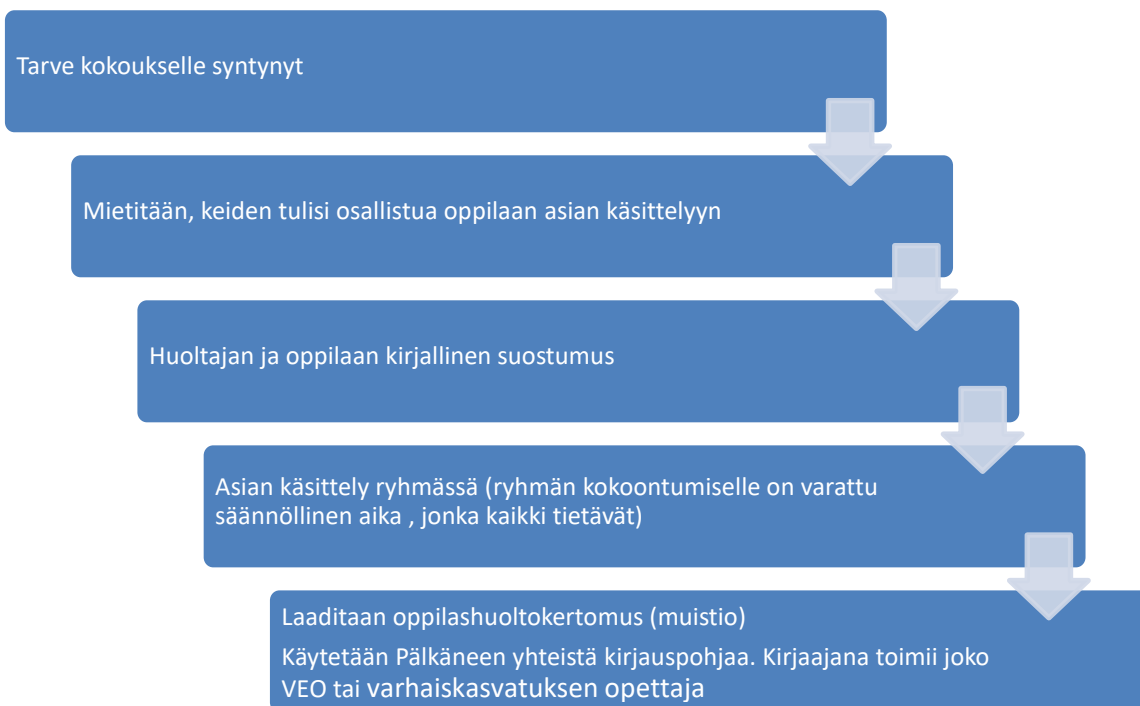 Tarve kokoukselle syntynyt
Mietitään, keiden tulisi osallistua oppilaan asian käsittelyyn
Huoltajan ja oppilaan kirjallinen suostumus
Asian käsittely ryhmässä (ryhmän kokoontumiselle on varattu
säännöllinen aika , jonka kaikki tietävät)
Laaditaan oppilashuoltokertomus (muistio)
Käytetään Pälkäneen yhteistä kirjauspohjaa. Kirjaajana toimii joko
VEO tai varhaiskasvatuksen opettaja